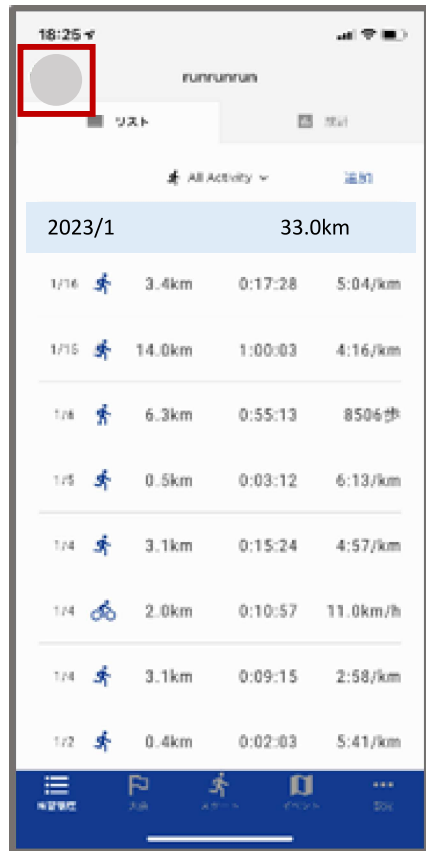 18:25
runrunrun
リスト
All Activity
追加
2023/1 33.0km
1/16 3.4km 0:17:28 5:04/km
1/15 14.0km 1:00:03 4:16/km
1/6 6.3km 0:55:13 8506歩
1/5 0.5km 0:03:12 6:13/km
1/4 3.1km 0:15:24 4:57/km
1/4 2.0km 0:10:57 11.0km/h
1/4 3.1km 0:09:15 2:58/km
1/2 0.4km 0:02:03 5:41/km